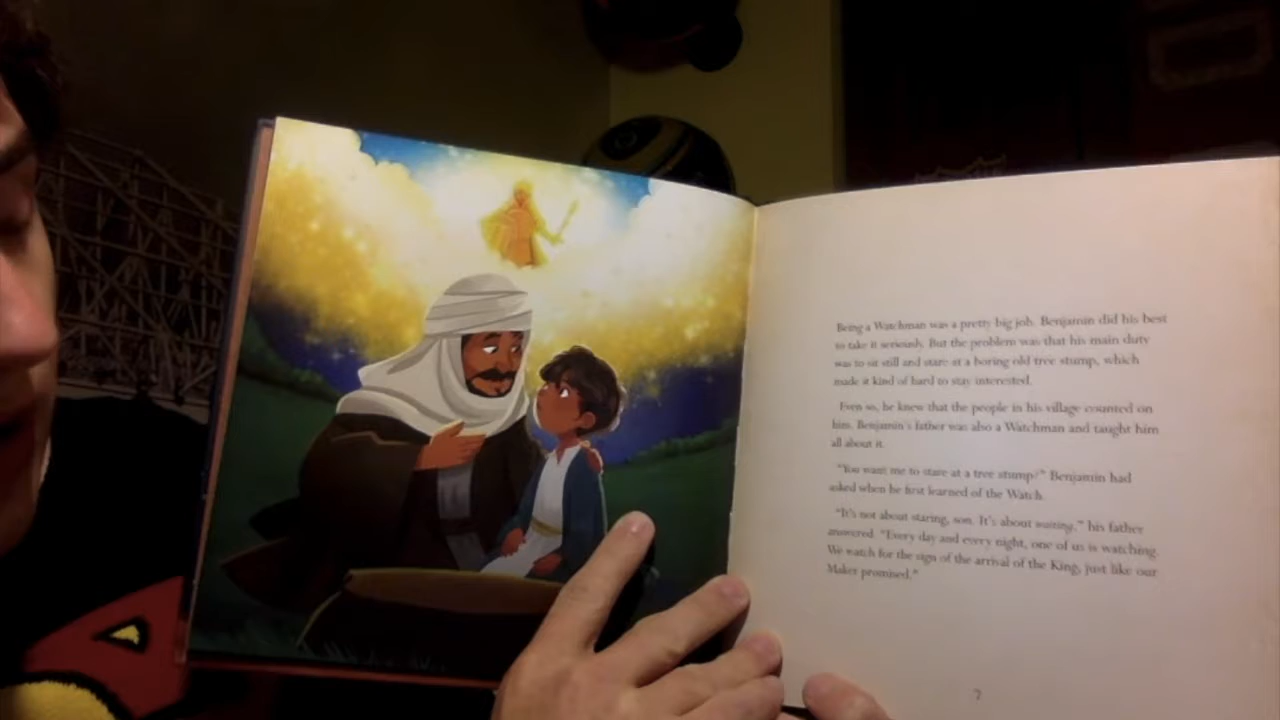 Being a Watchman was a pretty big job. Benjamin did his best
to take it seriously. But the problem was that his main duty
was to sit still and stare at a boring old tree stump, which
made it kind of hard to stay interested.
Even so, he knew that the people in his village counted on
him. Benjamin's father was also a Watchman and taught him
all about it.
"You want me to stare at a tree stump?" Benjamin had
asked when he first learned of the Watch.
"It's not about staring, son. It's about waiting," his father
answered. "Every day and every night, one of us is watching.
We watch for the sign of the arrival of the King, just like our
Maker promised."
7